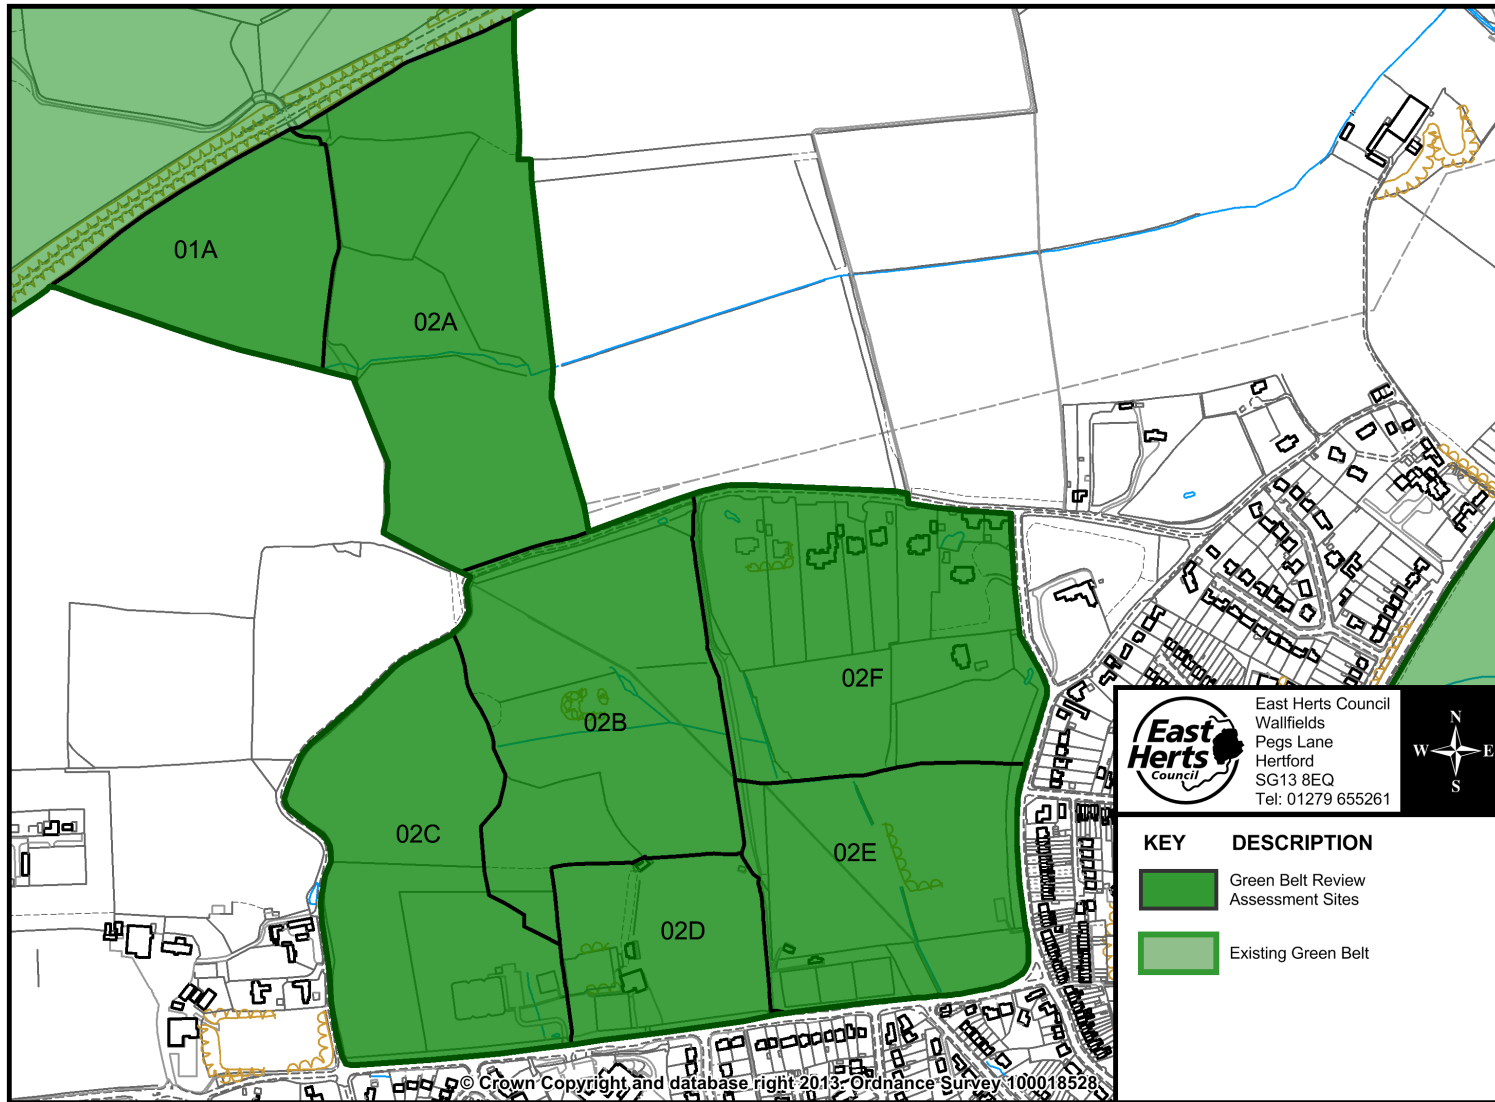 01A
02A
02F
02B
02C
02E
02D
East
Herts
Council
East Herts Council
Wallfields
Pegs Lane
Hertford
SG13 8EQ
Tel: 01279 655261
N
W E
S
KEY DESCRIPTION
Green Belt Review
Assessment Sites
Existing Green Belt
© Crown Copyright and database right 2013. Ordnance Survey 100018528.